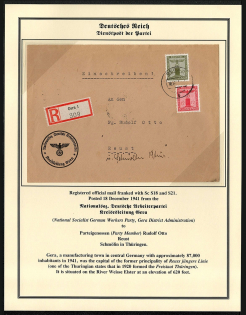 Deutsches Reich
Dienstpost der Partei
Einschreiben!
R
Gera 1
An den
Pg. Rudolf Otto
Reust
Registered official mail franked with Sc S18 and S21.
Posted 18 December 1941 from the
Nationalsoz. Deutsche Arbeiterpartei
Kreisleitung Gera
(National Socialist German Workers Party, Gera District Administration)
to
Parteigenossen (Party Member) Rudolf Otto
Reust
Schmölln in Thüringen.
Gera, a manufacturing town in central Germany with approximately 87,000
inhabitants in 1941, was the capital of the former principality of Reuss jüngere Linie
(one of the Thuringian states that in 1920 formed the Freistaat Thüringen).
It is situated on the River Weisse Elster at an elevation of 620 feet.